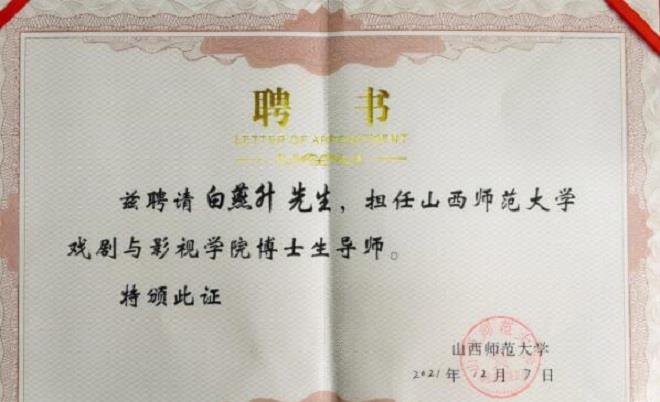 聘 书
LETTER OF APPOINTMENT
兹聘请白燕升先生，担任山西师范大学
戏剧与影视学院博士生导师。
特颁此证
山西师范大学
2021年12月7日